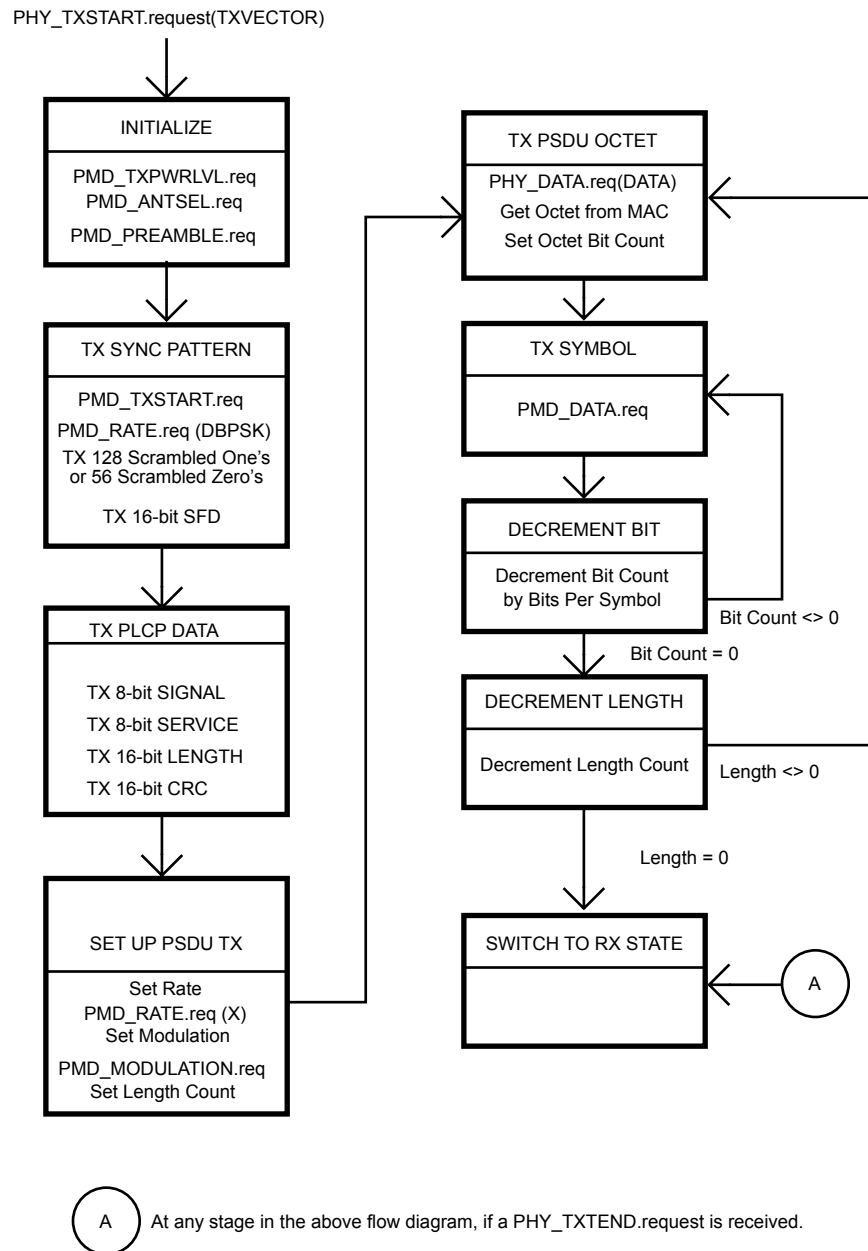 PHY_TXSTART.request(TXVECTOR)
INITIALIZE
PMD_TXPWRLVL.req
PMD_ANTSEL.req
PMD_PREAMBLE.req
TX SYNC PATTERN
PMD_TXSTART.req
PMD_RATE.req (DBPSK)
TX 128 Scrambled One’s
or 56 Scrambled Zero’s
TX 16-bit SFD
TX PLCP DATA
TX 8-bit SIGNAL
TX 8-bit SERVICE
TX 16-bit LENGTH
TX 16-bit CRC
SET UP PSDU TX
Set Rate
PMD_RATE.req (X)
Set Modulation
PMD_MODULATION.req
Set Length Count
TX PSDU OCTET
PHY_DATA.req(DATA)
Get Octet from MAC
Set Octet Bit Count
TX SYMBOL
PMD_DATA.req
DECREMENT BIT
Decrement Bit Count
by Bits Per Symbol
Bit Count <> 0
Bit Count = 0
DECREMENT LENGTH
Decrement Length Count
Length <> 0
Length = 0
SWITCH TO RX STATE
A
A At any stage in the above flow diagram, if a PHY_TXTEND.request is received.